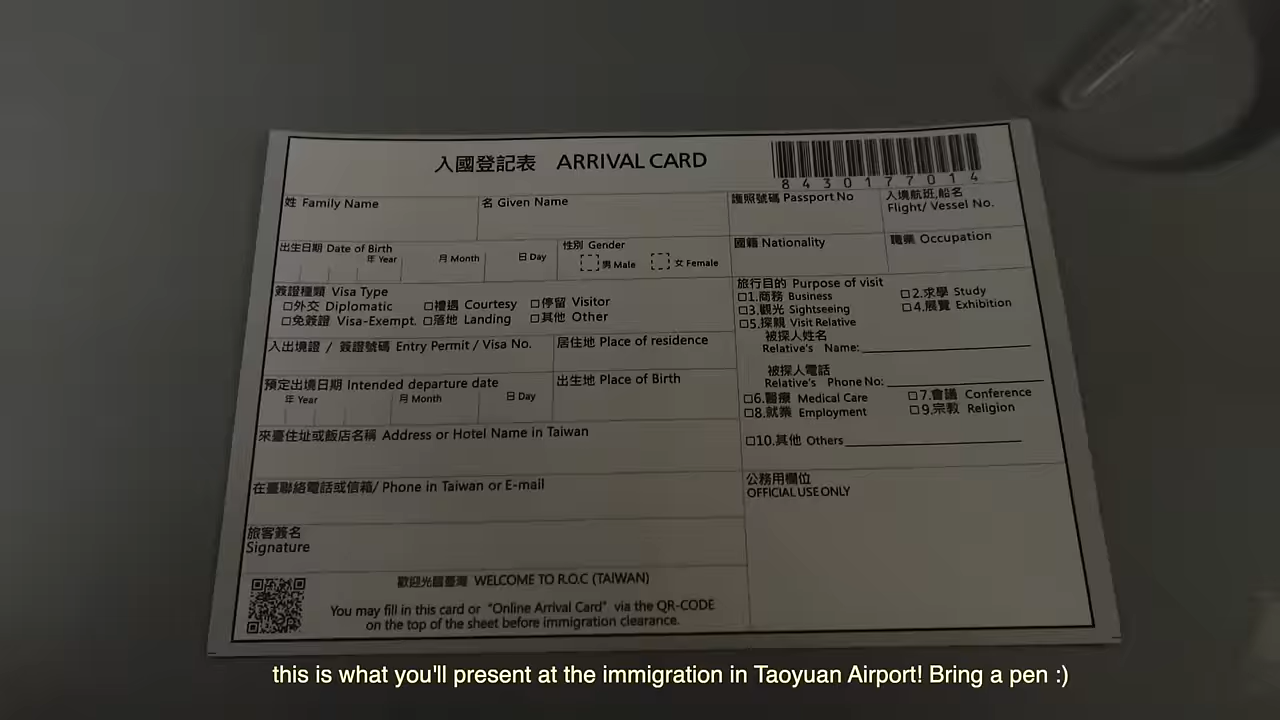 入國登記表 ARRIVAL CARD
8430177014
姓 Family Name
名 Given Name
護照號碼 Passport No
入境航班,船名
Flight/ Vessel No.
出生日期 Date of Birth
年 Year 月 Month 日 Day
性別 Gender
男 Male 女 Female
國籍 Nationality
職業 Occupation
簽證種類 Visa Type
□外交 Diplomatic □禮遇 Courtesy □停留 Visitor
□免簽證 Visa-Exempt. □落地 Landing □其他 Other
入出境證 / 簽證號碼 Entry Permit / Visa No.
居住地 Place of residence
預定出境日期 Intended departure date
年 Year 月 Month 日 Day
出生地 Place of Birth
來臺住址或飯店名稱 Address or Hotel Name in Taiwan
在臺聯絡電話或信箱/ Phone in Taiwan or E-mail
旅客簽名
Signature
旅行目的 Purpose of visit
□1.商務 Business □2.求學 Study
□3.觀光 Sightseeing □4.展覽 Exhibition
□5.探親 Visit Relative
被探人姓名
Relative's Name:
被探人電話
Relative's Phone No:
□6.醫療 Medical Care □7.會議 Conference
□8.就業 Employment □9.宗教 Religion
□10.其他 Others
公務用欄位
OFFICIAL USE ONLY
歡迎光臨臺灣 WELCOME TO R.O.C (TAIWAN)
You may fill in this card or "Online Arrival Card" via the QR-CODE
on the top of the sheet before immigration clearance.
this is what you'll present at the immigration in Taoyuan Airport! Bring a pen :)